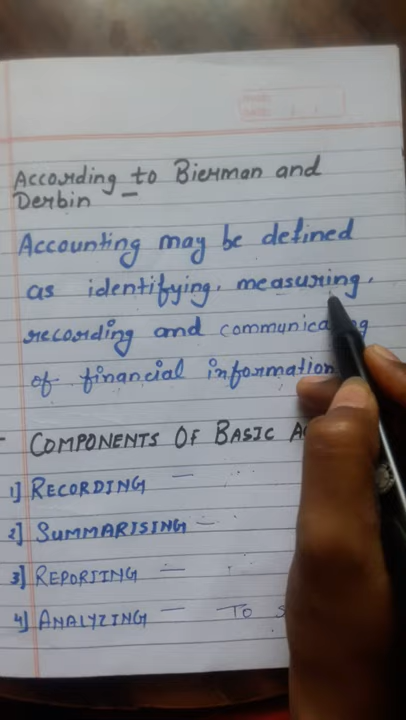 According to Bierman and
Derbin -
Accounting may be defined
as identifying, measuring,
recording and
of financial information
COMPONENTS OF BASIC
1] RECORDING -
2] SUMMARISING -
3] REPORTING -
4] ANALYZING - To